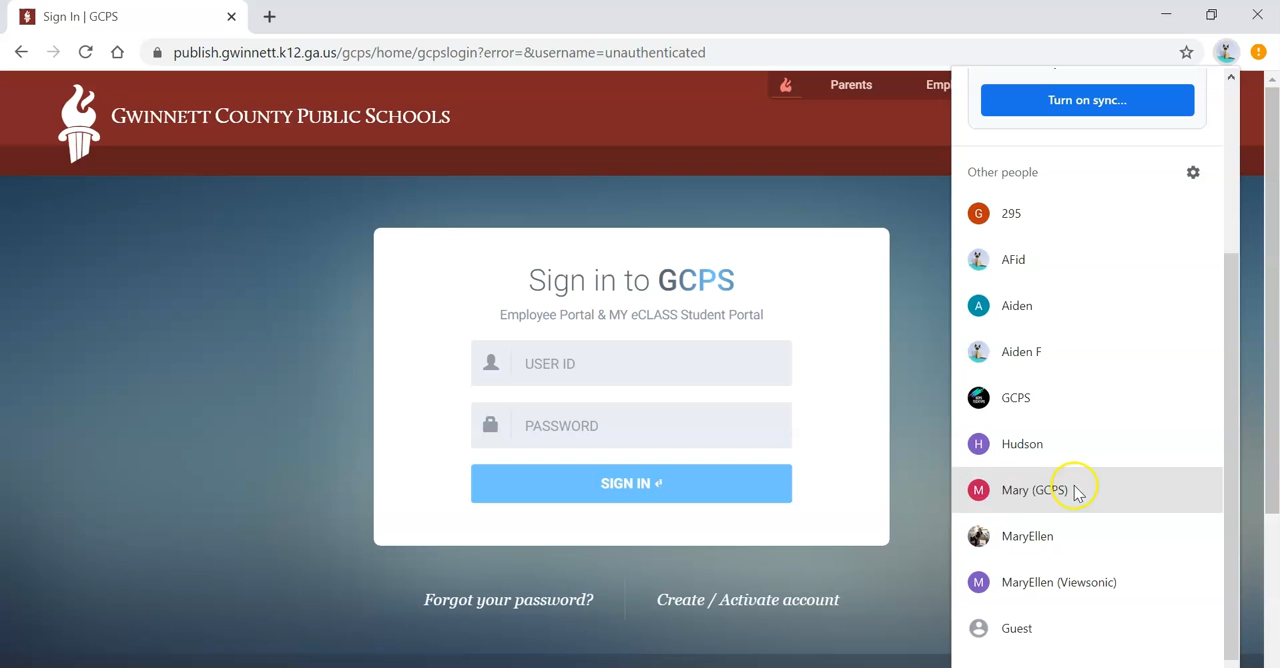 Sign In | GCPS
publish.gwinnett.k12.ga.us/gcps/home/gcpslogin?error=&username=unauthenticated
Parents
Empl
GWINNETT COUNTY PUBLIC SCHOOLS
Sign in to GCPS
Employee Portal & MY eCLASS Student Portal
USER ID
PASSWORD
SIGN IN
Forgot your password?
Create / Activate account
Turn on sync...
Other people
G 295
AFid
A Aiden
Aiden F
GCPS
H Hudson
M Mary (GCPS)
MaryEllen
M MaryEllen (Viewsonic)
Guest